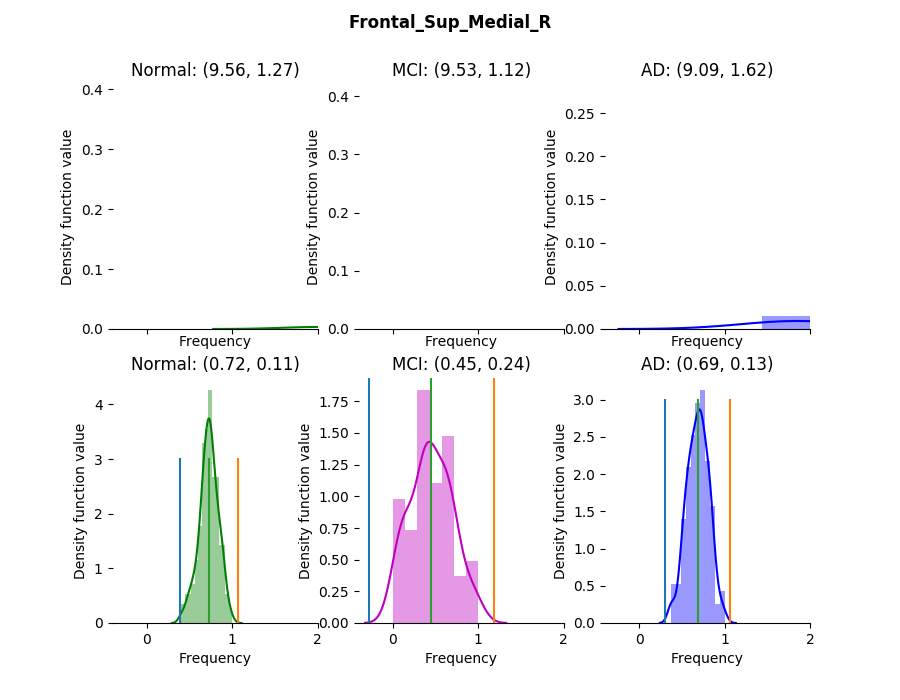 Frontal_Sup_Medial_R
Normal: (9.56, 1.27)
MCI: (9.53, 1.12)
AD: (9.09, 1.62)
Density function value
0.4
0.3
0.2
0.1
0.0
Frequency
Density function value
0.4
0.3
0.2
0.1
0.0
Frequency
Density function value
0.25
0.20
0.15
0.10
0.05
0.00
Frequency
Normal: (0.72, 0.11)
MCI: (0.45, 0.24)
AD: (0.69, 0.13)
Density function value
4
3
2
1
0
0 1 2
Frequency
Density function value
1.75
1.50
1.25
1.00
0.75
0.50
0.25
0.00
0 1 2
Frequency
Density function value
3.0
2.5
2.0
1.5
1.0
0.5
0.0
0 1 2
Frequency